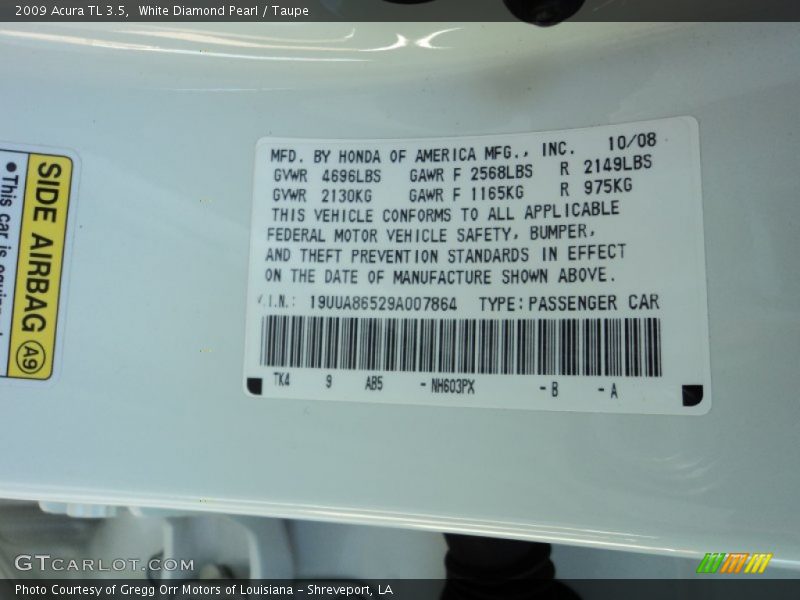 2009 Acura TL 3.5,  White Diamond Pearl / Taupe
MFD. BY HONDA OF AMERICA MFG., INC. 10/08
GVWR 4696LBS GAWR F 2568LBS R 2149LBS
GVWR 2130KG GAWR F 1165KG R 975KG
THIS VEHICLE CONFORMS TO ALL APPLICABLE
FEDERAL MOTOR VEHICLE SAFETY, BUMPER,
AND THEFT PREVENTION STANDARDS IN EFFECT
ON THE DATE OF MANUFACTURE SHOWN ABOVE.
V.I.N.: 19UUA86529A007864 TYPE: PASSENGER CAR
TK4 9 AB5 - NH603PX - B - A
SIDE AIRBAG A9
•This car is
GTCARLOT.COM
Photo Courtesy of Gregg Orr Motors of Louisiana - Shreveport, LA